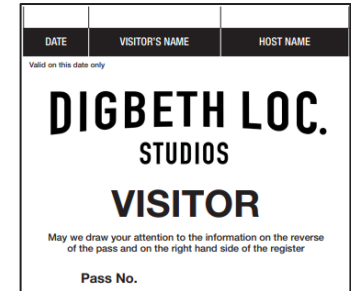 DATE VISITOR'S NAME HOST NAME
Valid on this date only
DIGBETH LOC.
STUDIOS
VISITOR
May we draw your attention to the information on the reverse
of the pass and on the right hand side of the register
Pass No.